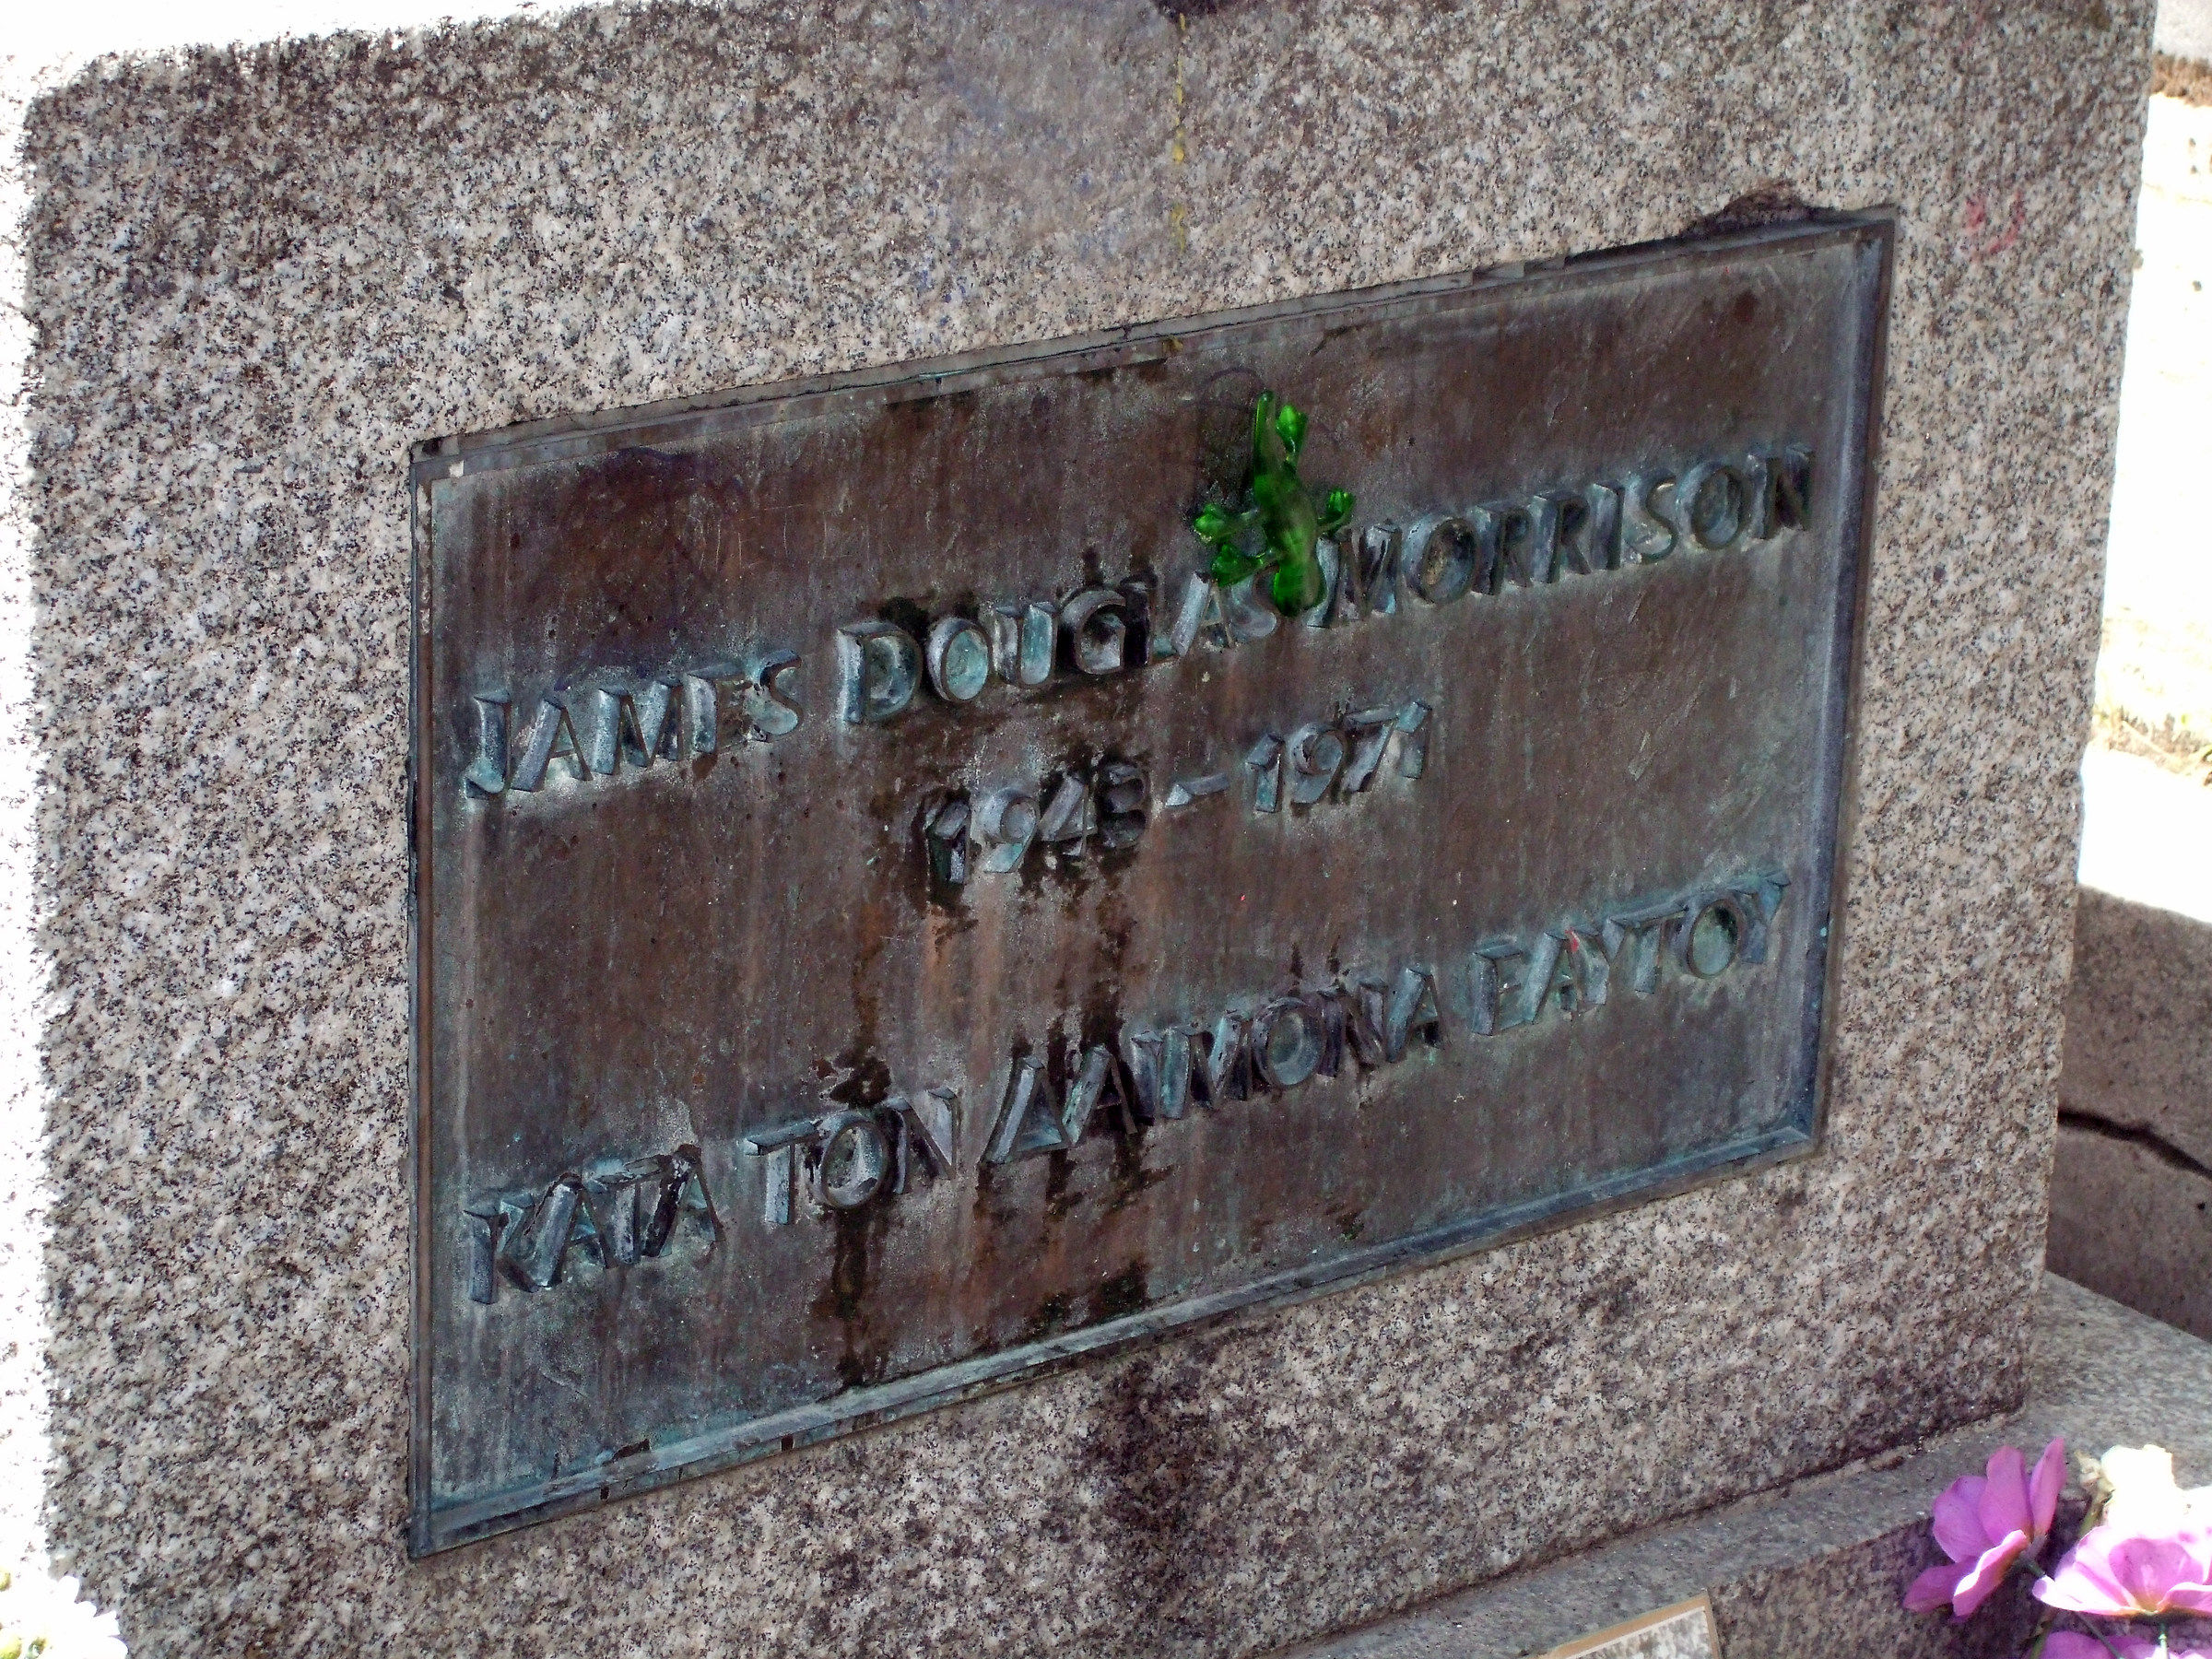 JAMES DOUGLAS MORRISON
1943 – 1971
ΚΑΤΑ ΤΟΝ ΔΑΙΜΟΝΑ ΕΑΥΤΟΥ